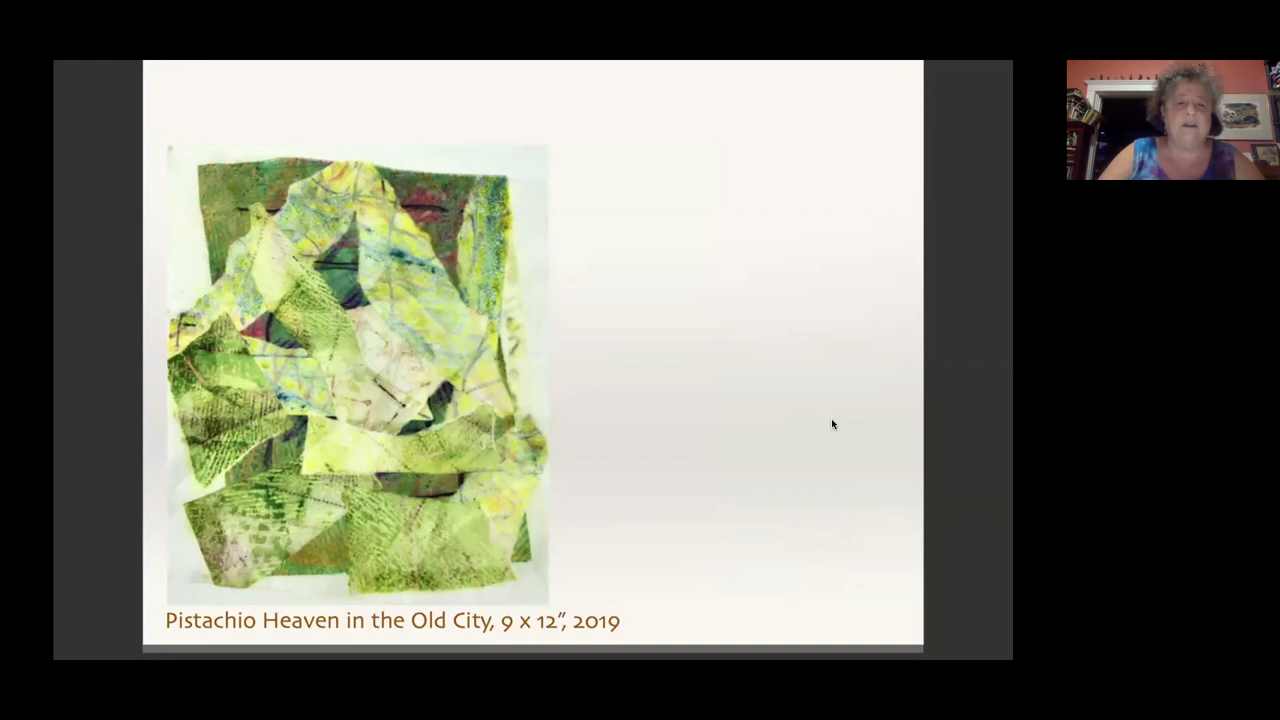 Pistachio Heaven in the Old City, 9 x 12”, 2019